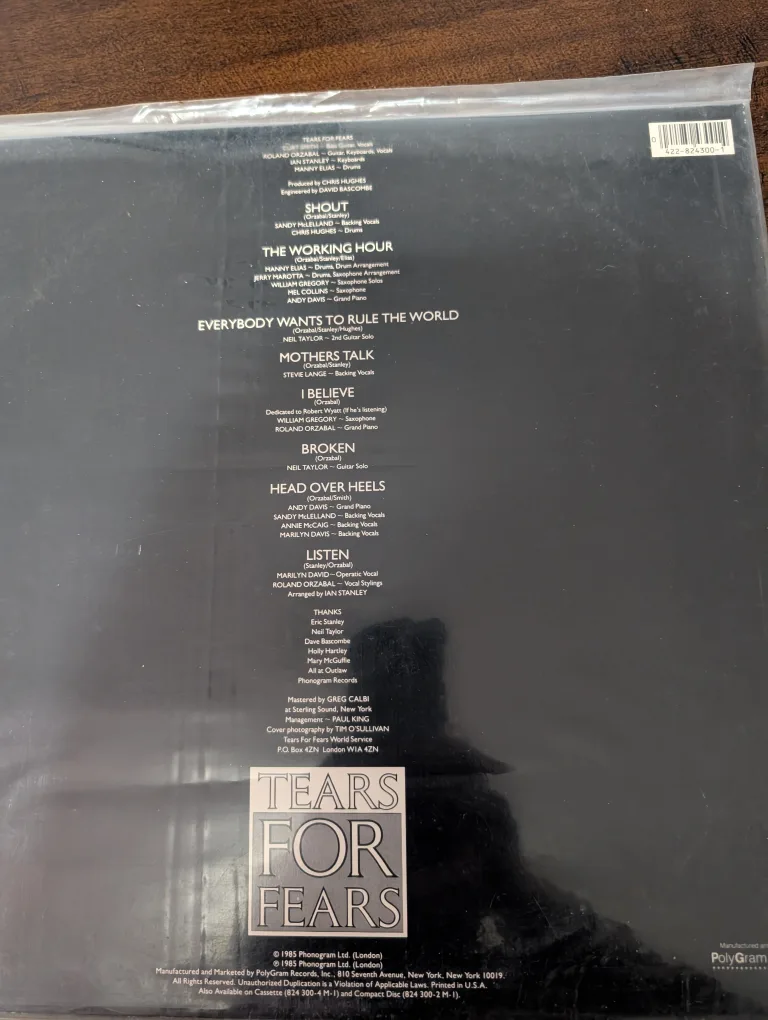 TEARS FOR FEARS
CURT SMITH ~ Bass Guitar, Vocals
ROLAND ORZABAL ~ Guitar, Keyboards, Vocals
IAN STANLEY ~ Keyboards
MANNY ELIAS ~ Drums
Produced by CHRIS HUGHES
Engineered by DAVID BASCOMBE
SHOUT
(Orzabal/Stanley)
SANDY McLELLAND ~ Backing Vocals
CHRIS HUGHES ~ Drums
THE WORKING HOUR
(Orzabal/Stanley/Elias)
MANNY ELIAS ~ Drums, Drum Arrangement
JERRY MAROTTA ~ Drums, Saxophone Arrangement
WILLIAM GREGORY ~ Saxophone Solos
MEL COLLINS ~ Saxophone
ANDY DAVIS ~ Grand Piano
EVERYBODY WANTS TO RULE THE WORLD
(Orzabal/Stanley/Hughes)
NEIL TAYLOR ~ 2nd Guitar Solo
MOTHERS TALK
(Orzabal/Stanley)
STEVIE LANGE ~ Backing Vocals
I BELIEVE
(Orzabal)
Dedicated to Robert Wyatt (If he's listening)
WILLIAM GREGORY ~ Saxophone
ROLAND ORZABAL ~ Grand Piano
BROKEN
(Orzabal)
NEIL TAYLOR ~ Guitar Solo
HEAD OVER HEELS
(Orzabal/Smith)
ANDY DAVIS ~ Grand Piano
SANDY McLELLAND ~ Backing Vocals
ANNIE McCAIG ~ Backing Vocals
MARILYN DAVIS ~ Backing Vocals
LISTEN
(Stanley/Orzabal)
MARILYN DAVID ~ Operatic Vocal
ROLAND ORZABAL ~ Vocal Stylings
Arranged by IAN STANLEY
THANKS
Eric Stanley
Neil Taylor
Dave Bascombe
Holly Hartley
Mary McGuffie
All at Outlaw
Phonogram Records
Mastered by GREG CALBI
at Sterling Sound, New York
Management ~ PAUL KING
Cover photography by TIM O'SULLIVAN
Tears For Fears World Service
P.O. Box 4ZN London W1A 4ZN
TEARS
FOR
FEARS
© 1985 Phonogram Ltd. (London)
℗ 1985 Phonogram Ltd. (London)
Manufactured and Marketed by PolyGram Records, Inc., 810 Seventh Avenue, New York, New York 10019.
All Rights Reserved. Unauthorized Duplication is a Violation of Applicable Laws. Printed in U.S.A.
Also Available on Cassette (824 300-4 M-1) and Compact Disc (824 300-2 M-1).
0 422-824300-1
Manufactured an
PolyGram